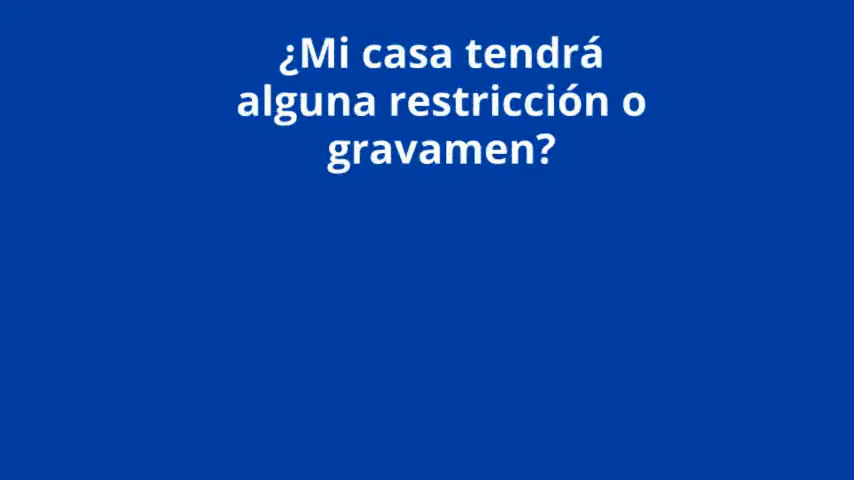 ¿Mi casa tendrá
alguna restricción o
gravamen?